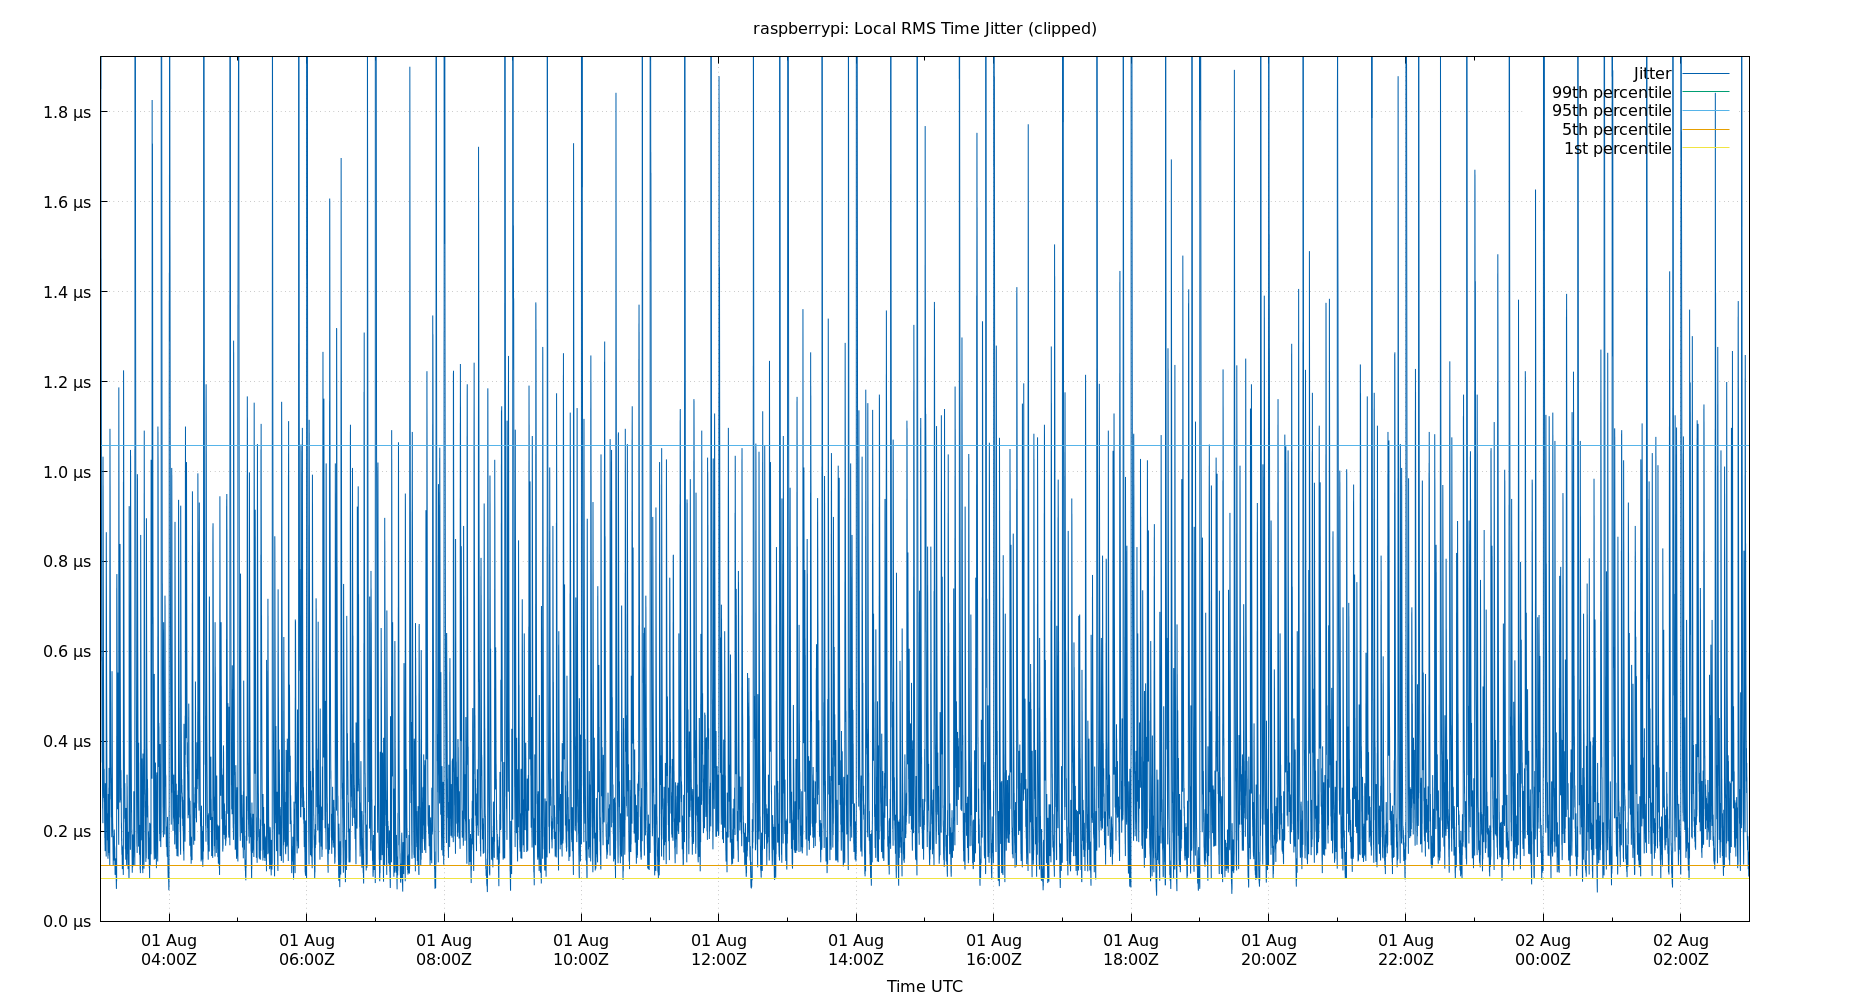 raspberrypi: Local RMS Time Jitter (clipped)
Jitter
99th percentile
95th percentile
5th percentile
1st percentile
1.8 µs
1.6 µs
1.4 µs
1.2 µs
1.0 µs
0.8 µs
0.6 µs
0.4 µs
0.2 µs
0.0 µs
01 Aug 01 Aug 01 Aug 01 Aug 01 Aug 01 Aug 01 Aug 01 Aug 01 Aug 01 Aug 02 Aug 02 Aug
04:00Z 06:00Z 08:00Z 10:00Z 12:00Z 14:00Z 16:00Z 18:00Z 20:00Z 22:00Z 00:00Z 02:00Z
Time UTC